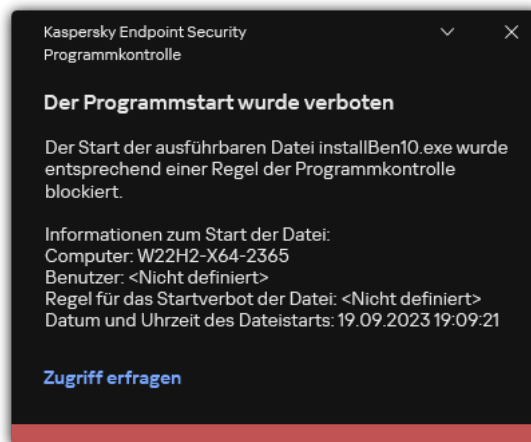 Kaspersky Endpoint Security
Programmkontrolle
Der Programmstart wurde verboten
Der Start der ausführbaren Datei installBen10.exe wurde
entsprechend einer Regel der Programmkontrolle
blockiert.
Informationen zum Start der Datei:
Computer: W22H2-X64-2365
Benutzer: <Nicht definiert>
Regel für das Startverbot der Datei: <Nicht definiert>
Datum und Uhrzeit des Dateistarts: 19.09.2023 19:09:21
Zugriff erfragen